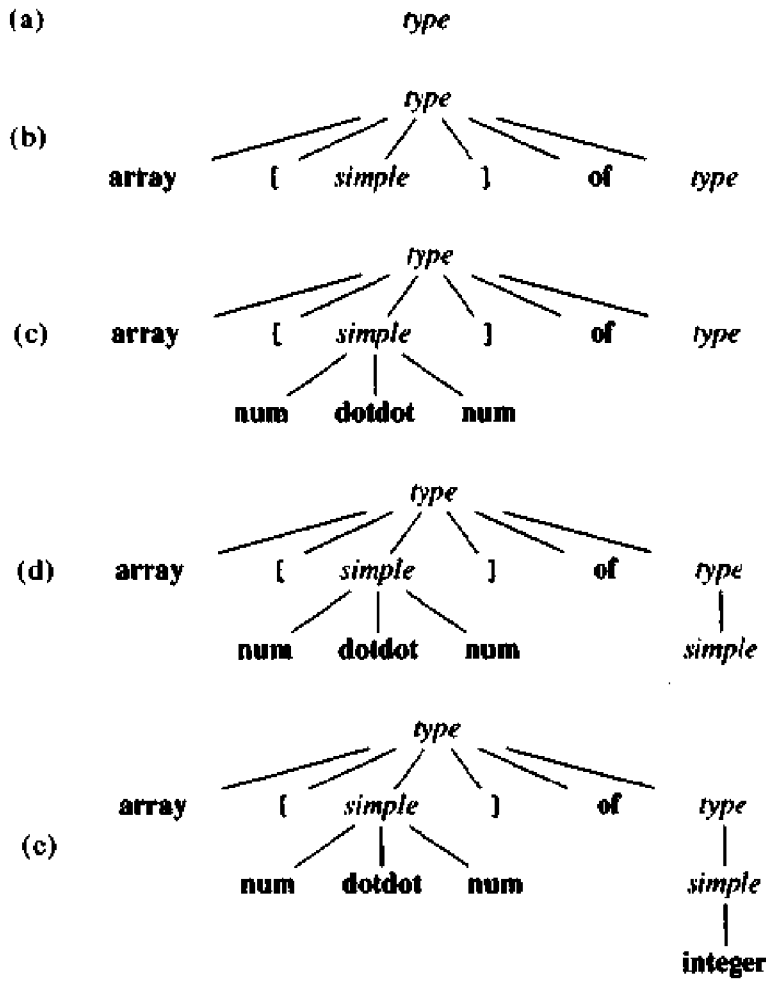 (a) type
type
(b)
array [ simple ] of type
type
(c) array [ simple ] of type
num dotdot num
type
(d) array [ simple ] of type
num dotdot num simple
type
array [ simple ] of type
(e)
num dotdot num simple
integer